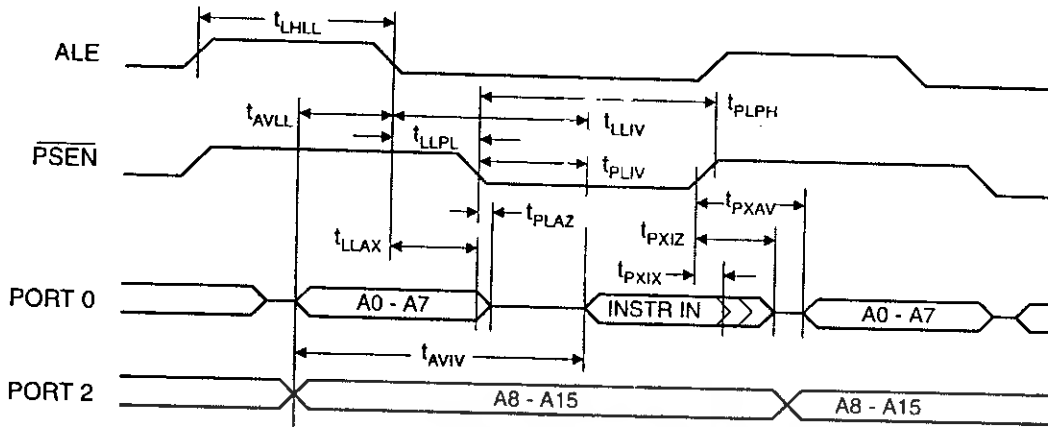 tLHLL
ALE
tAVLL
tLLPL
tLLIV
tPLPH
PSEN
tPLIV
tPLAZ
tPXAV
tLLAX
tPXIZ
tPXIX
PORT 0
A0 - A7
INSTR IN
A0 - A7
tAVIV
PORT 2
A8 - A15
A8 - A15